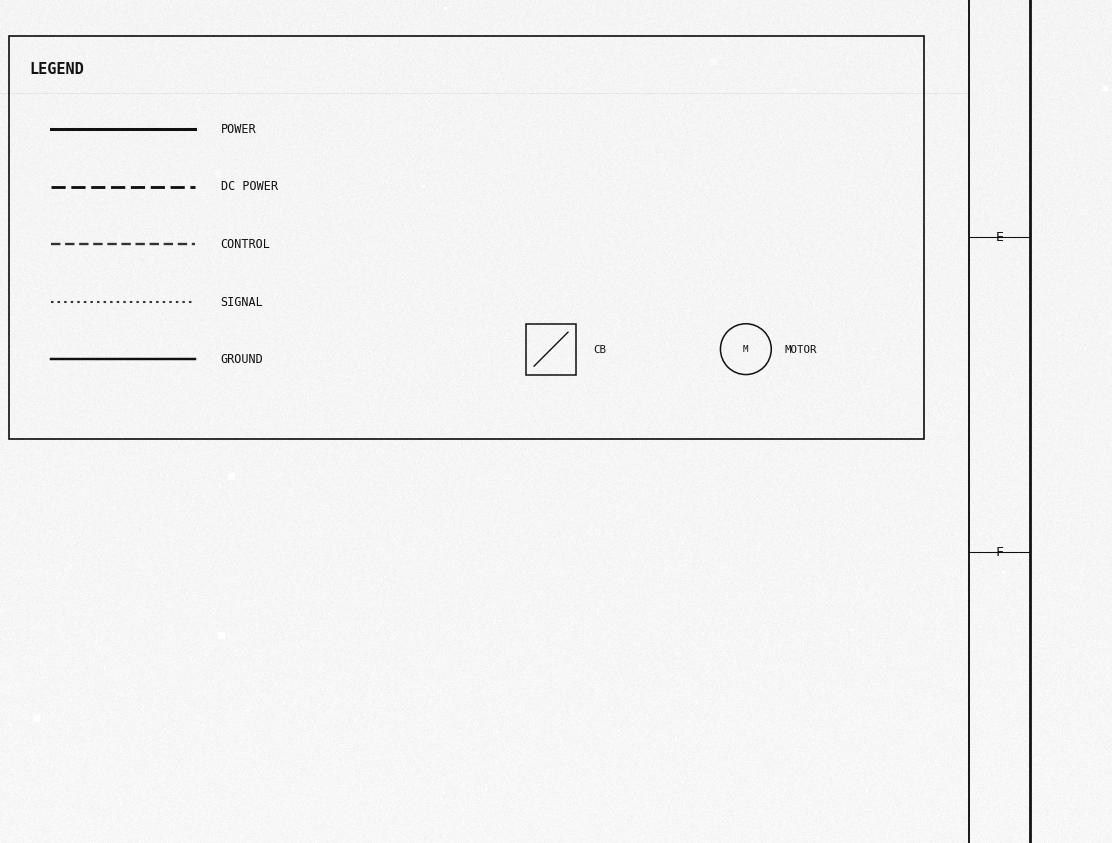 LEGEND
POWER
DC POWER
CONTROL
E
SIGNAL
CB
M
MOTOR
GROUND
F